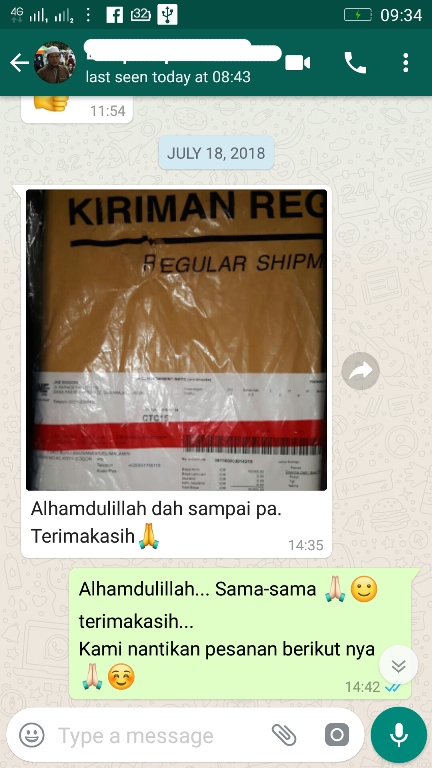 4G
32
09:34
last seen today at 08:43
11:54
JULY 18, 2018
KIRIMAN REG
REGULAR SHIPM
CTC15
Alhamdulillah dah sampai pa.
Terimakasih🙏
14:35
Alhamdulillah... Sama-sama 🙏🏻🙂
terimakasih...
Kami nantikan pesanan berikut nya
🙏🏻☺️
14:42
Type a message